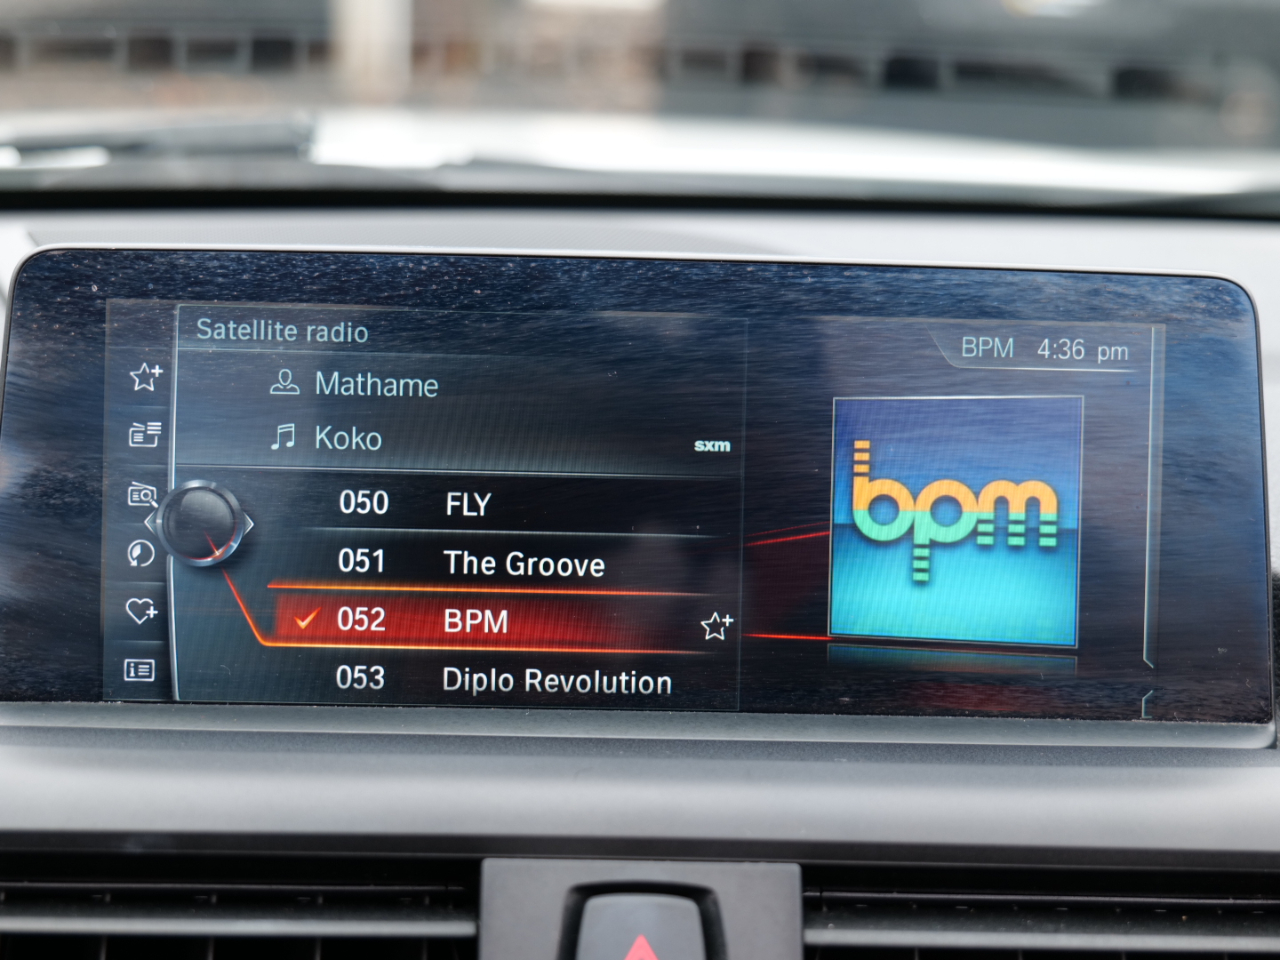 Satellite radio
BPM 4:36 pm
Mathame
Koko
sxm
050 FLY
051 The Groove
052 BPM
053 Diplo Revolution
bpm